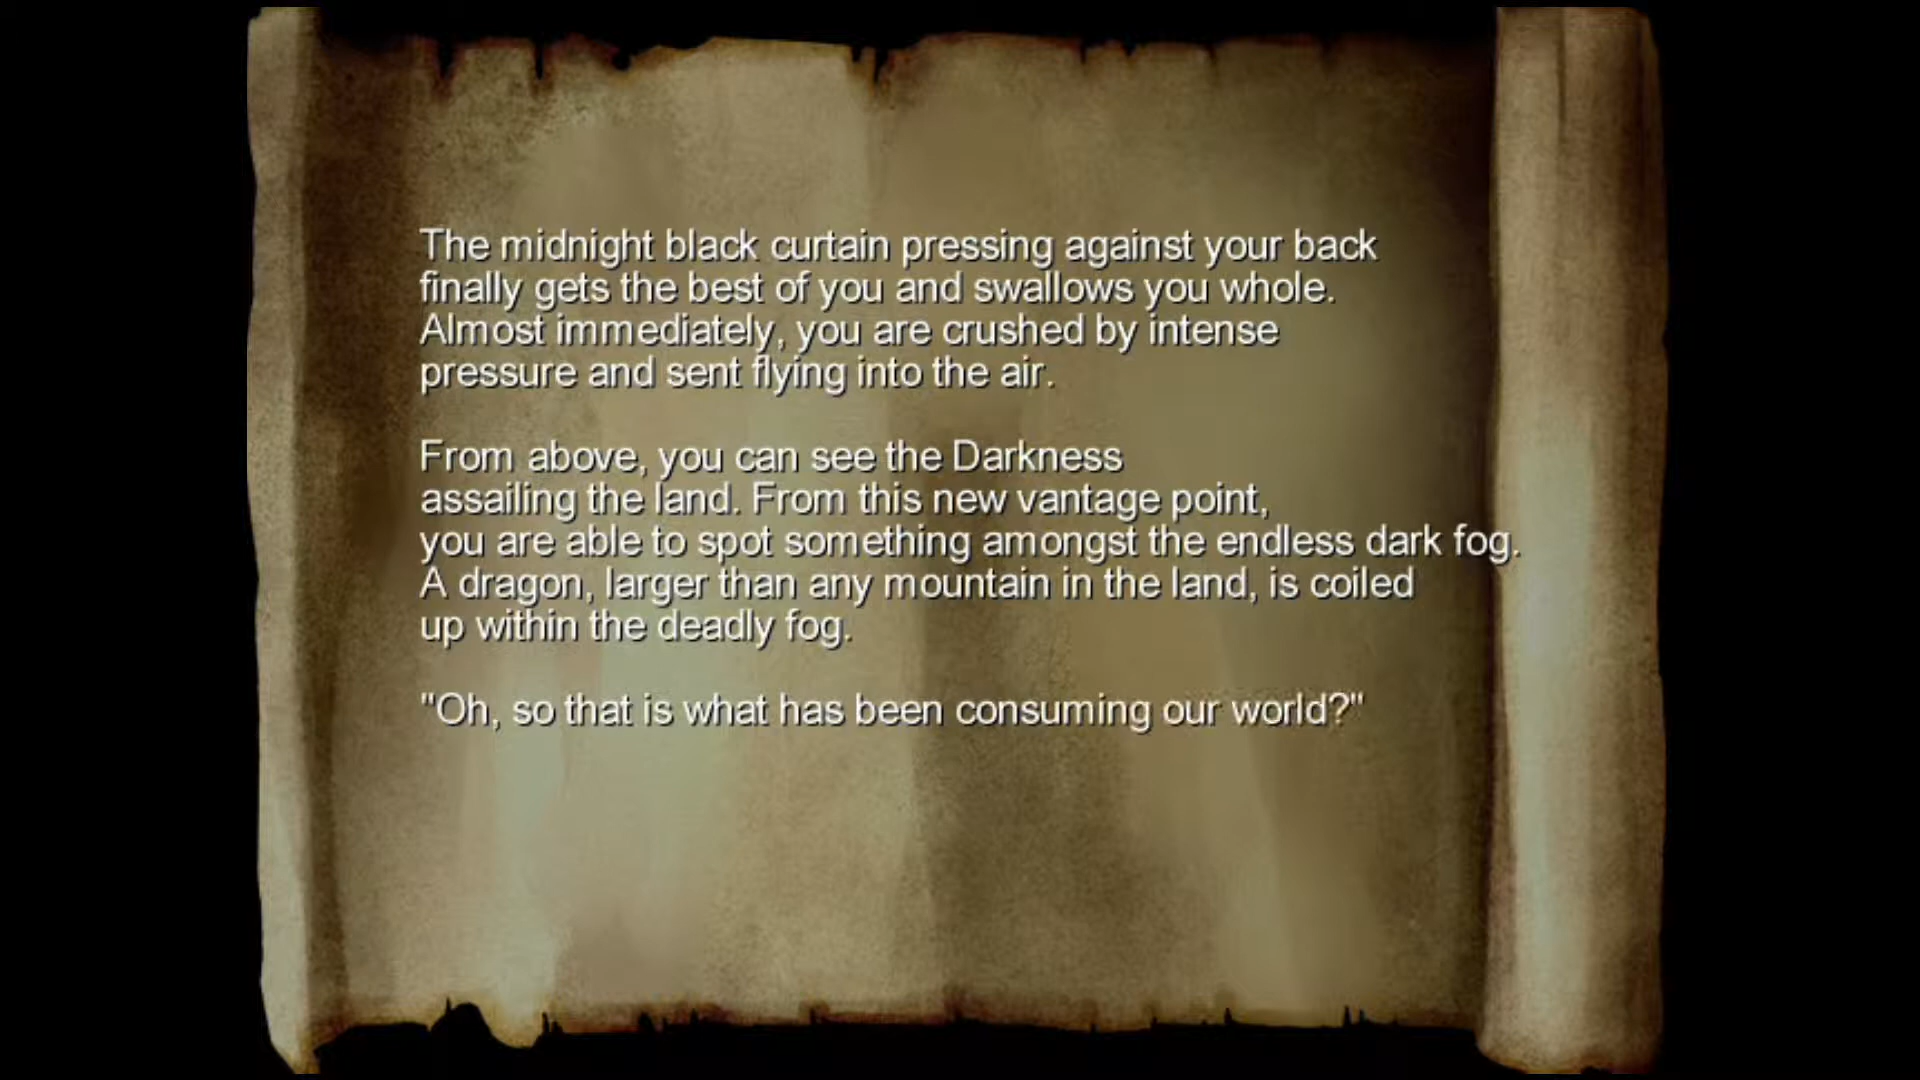 The midnight black curtain pressing against your back
finally gets the best of you and swallows you whole.
Almost immediately, you are crushed by intense
pressure and sent flying into the air.
From above, you can see the Darkness
assailing the land. From this new vantage point,
you are able to spot something amongst the endless dark fog.
A dragon, larger than any mountain in the land, is coiled
up within the deadly fog.
"Oh, so that is what has been consuming our world?"